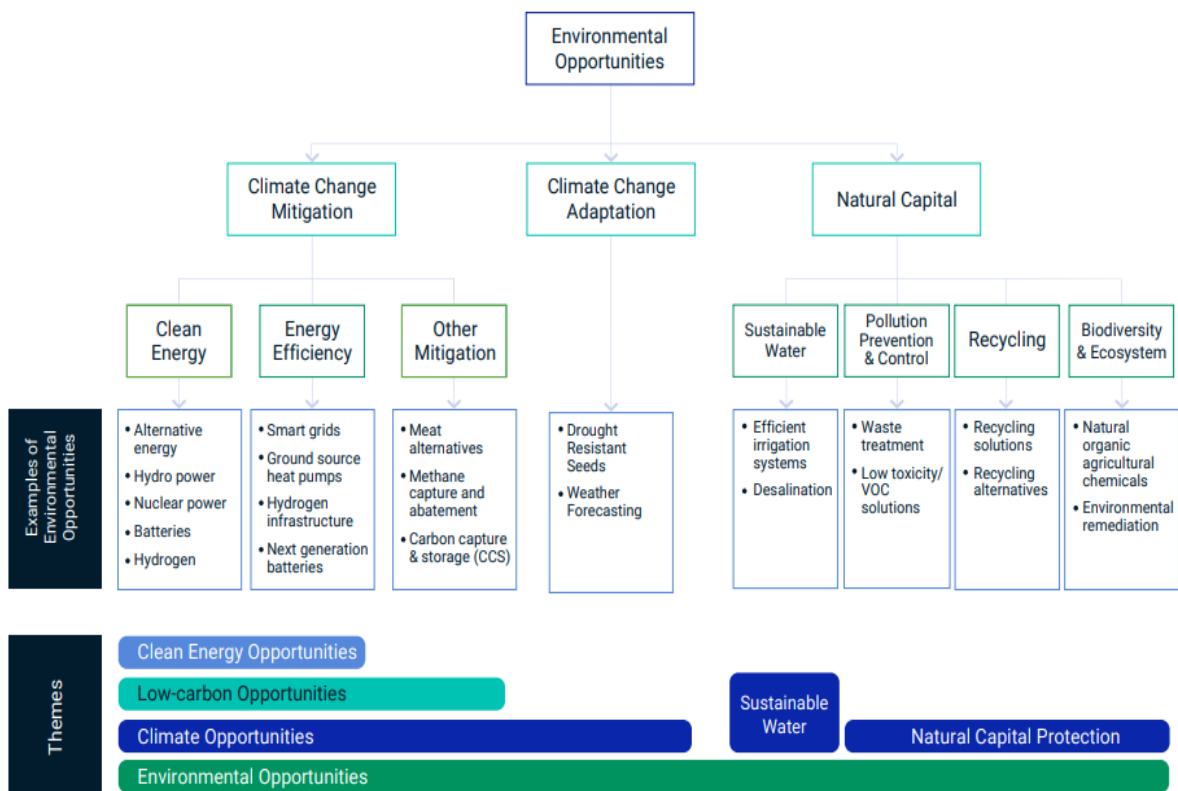 Environmental
Opportunities
Climate Change
Mitigation
Climate Change
Adaptation
Natural Capital
Clean
Energy
Energy
Efficiency
Other
Mitigation
Sustainable
Water
Pollution
Prevention
& Control
Recycling
Biodiversity
& Ecosystem
Examples of
Environmental
Opportunities
• Alternative
energy
• Hydro power
• Nuclear power
• Batteries
• Hydrogen
• Smart grids
• Ground source
heat pumps
• Hydrogen
infrastructure
• Next generation
batteries
• Meat
alternatives
• Methane
capture and
abatement
• Carbon capture
& storage (CCS)
• Drought
Resistant
Seeds
• Weather
Forecasting
• Efficient
irrigation
systems
• Desalination
• Waste
treatment
• Low toxicity/
VOC
solutions
• Recycling
solutions
• Recycling
alternatives
• Natural
organic
agricultural
chemicals
• Environmental
remediation
Themes
Clean Energy Opportunities
Low-carbon Opportunities
Climate Opportunities
Sustainable
Water
Natural Capital Protection
Environmental Opportunities